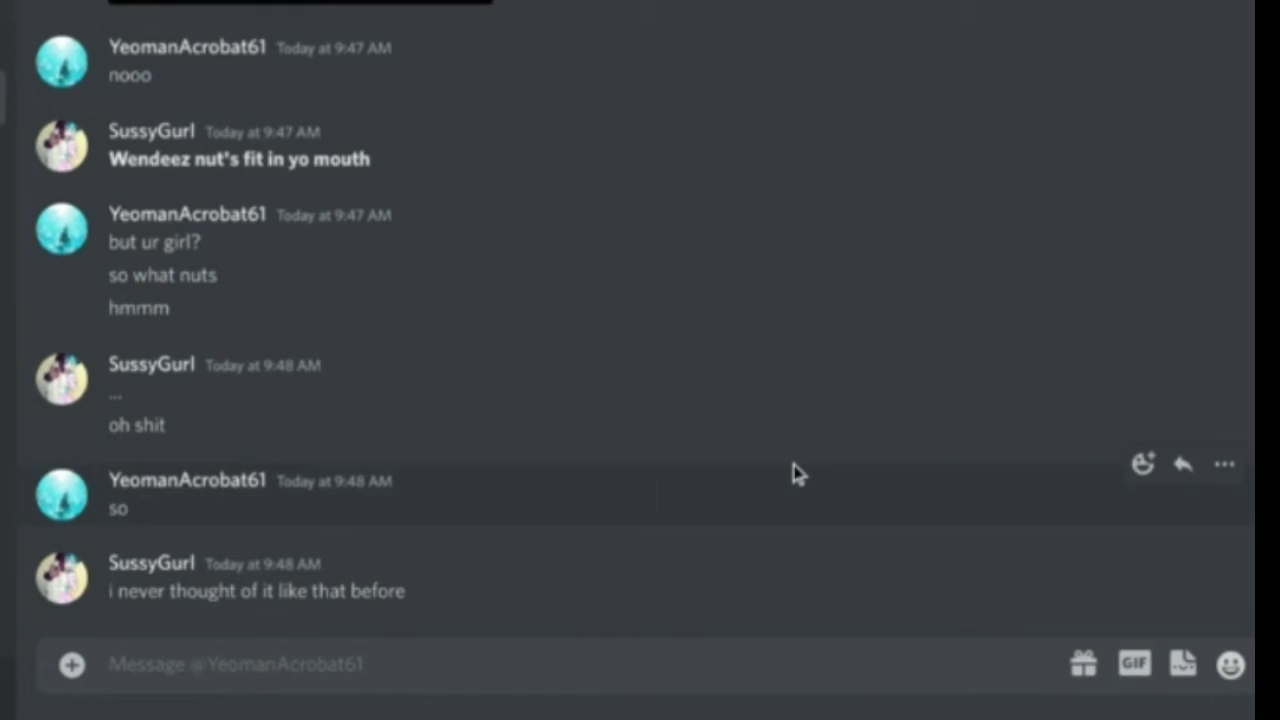 YeomanAcrobat61 Today at 9:47 AM
nooo
SussyGurl Today at 9:47 AM
Wendeez nut's fit in yo mouth
YeomanAcrobat61 Today at 9:47 AM
but ur girl?
so what nuts
hmmm
SussyGurl Today at 9:48 AM
...
oh shit
YeomanAcrobat61 Today at 9:48 AM
so
SussyGurl Today at 9:48 AM
i never thought of it like that before
Message @YeomanAcrobat61
GIF